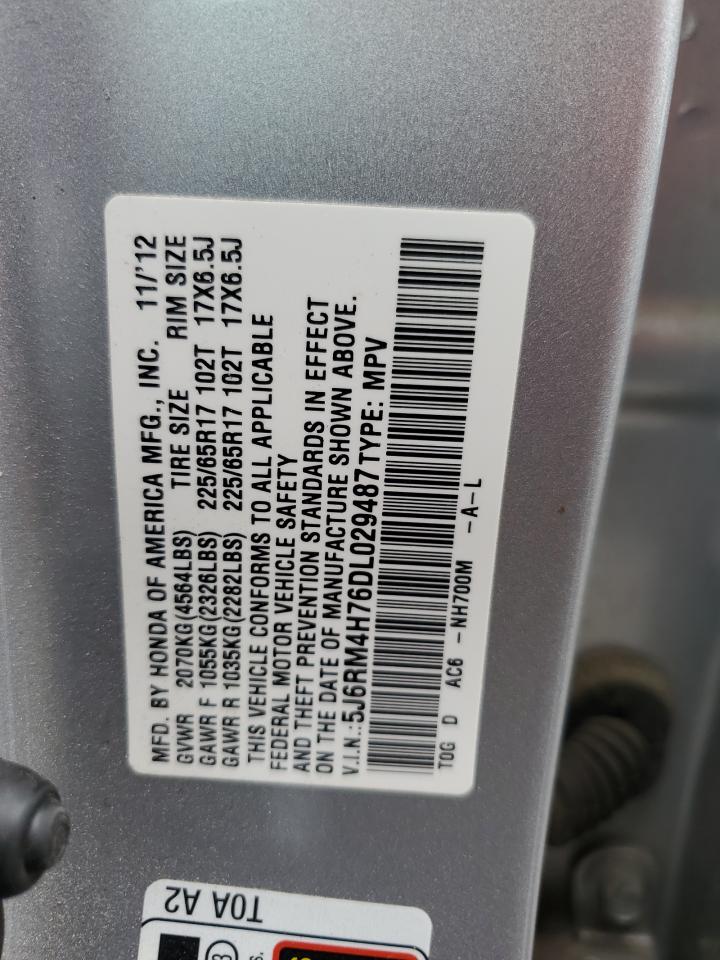 MFD. BY HONDA OF AMERICA MFG., INC. 11/'12
GVWR 2070KG(4564LBS) TIRE SIZE RIM SIZE
GAWR F 1055KG(2326LBS) 225/65R17 102T 17X6.5J
GAWR R 1035KG(2282LBS) 225/65R17 102T 17X6.5J
THIS VEHICLE CONFORMS TO ALL APPLICABLE
FEDERAL MOTOR VEHICLE SAFETY
AND THEFT PREVENTION STANDARDS IN EFFECT
ON THE DATE OF MANUFACTURE SHOWN ABOVE.
V.I.N.:5J6RM4H76DL029487 TYPE: MPV
TOG D AC6 -NH700M -A-L
T0A A2